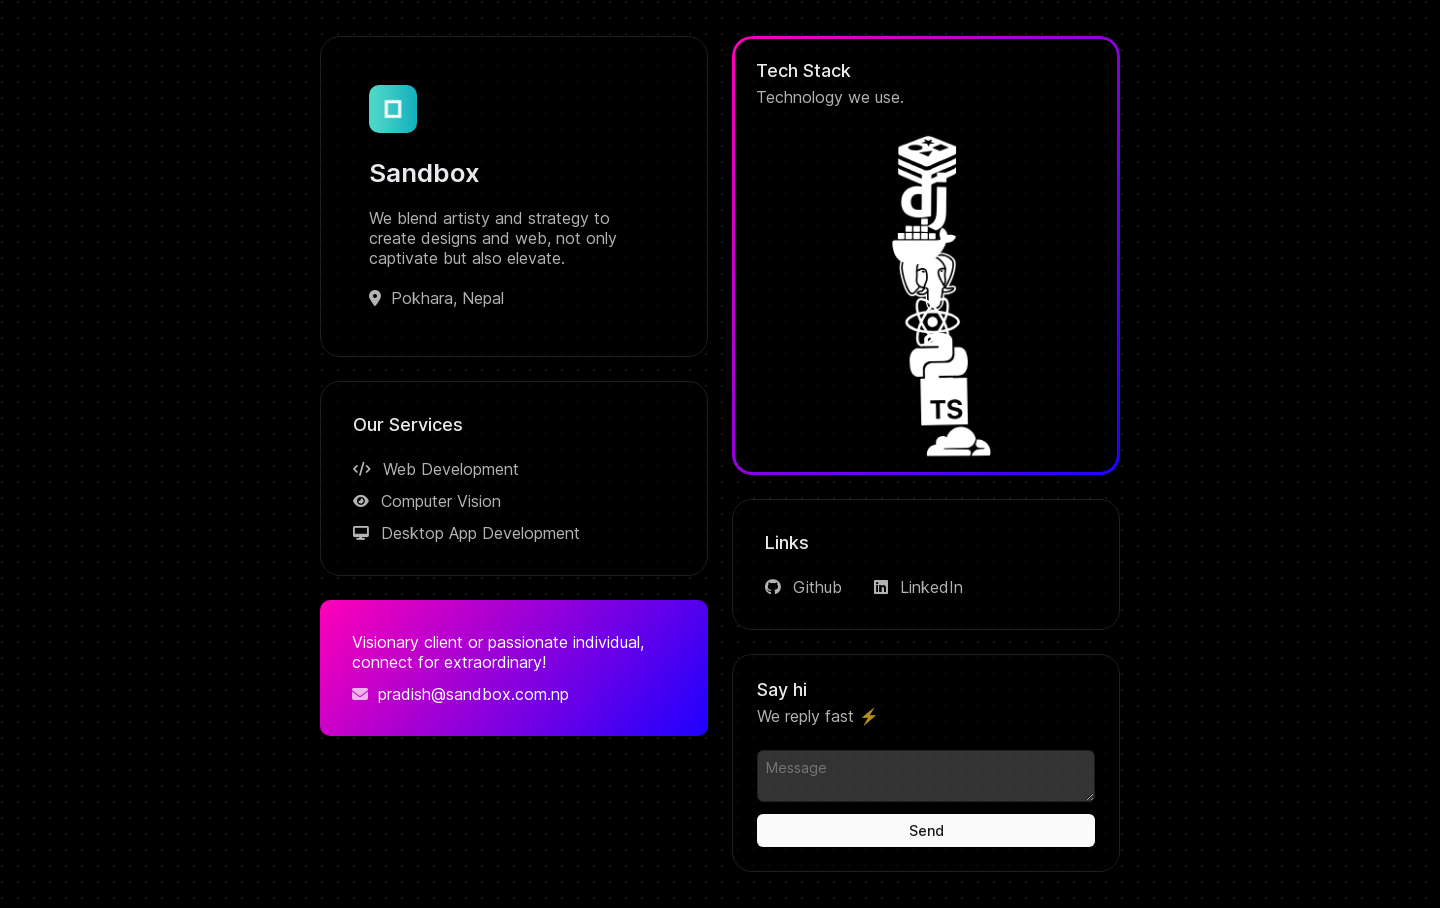 Sandbox
We blend artisty and strategy to
create designs and web, not only
captivate but also elevate.
Pokhara, Nepal
Our Services
Web Development
Computer Vision
Desktop App Development
Visionary client or passionate individual,
connect for extraordinary!
pradish@sandbox.com.np
Tech Stack
Technology we use.
dj
TS
Links
Github
LinkedIn
Say hi
We reply fast ⚡
Message
Send